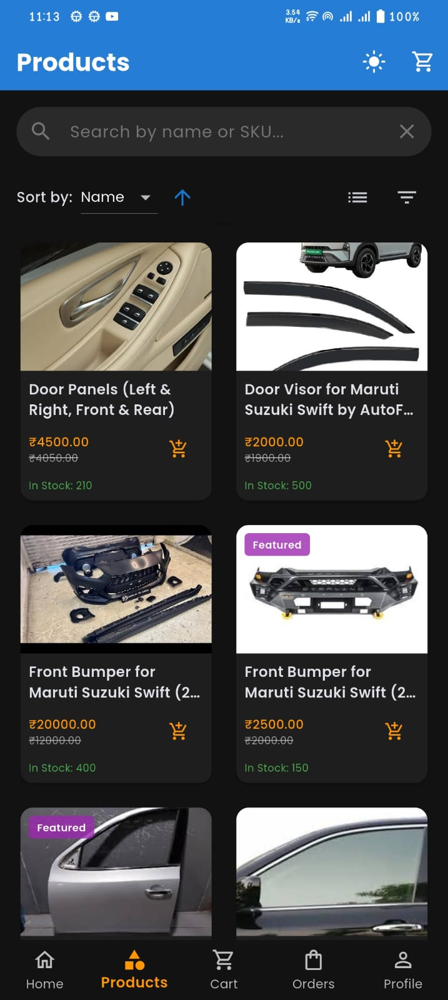 11:13
3.54
KB/s
100%
Products
Search by name or SKU...
Sort by: Name
Door Panels (Left &
Right, Front & Rear)
₹4500.00
₹4050.00
In Stock: 210
Door Visor for Maruti
Suzuki Swift by AutoF...
₹2000.00
₹1900.00
In Stock: 500
Front Bumper for
Maruti Suzuki Swift (2...
₹20000.00
₹12000.00
In Stock: 400
Featured
OVERLAND
Front Bumper for
Maruti Suzuki Swift (2...
₹2500.00
₹2000.00
In Stock: 150
Featured
Home
Products
Cart
Orders
Profile